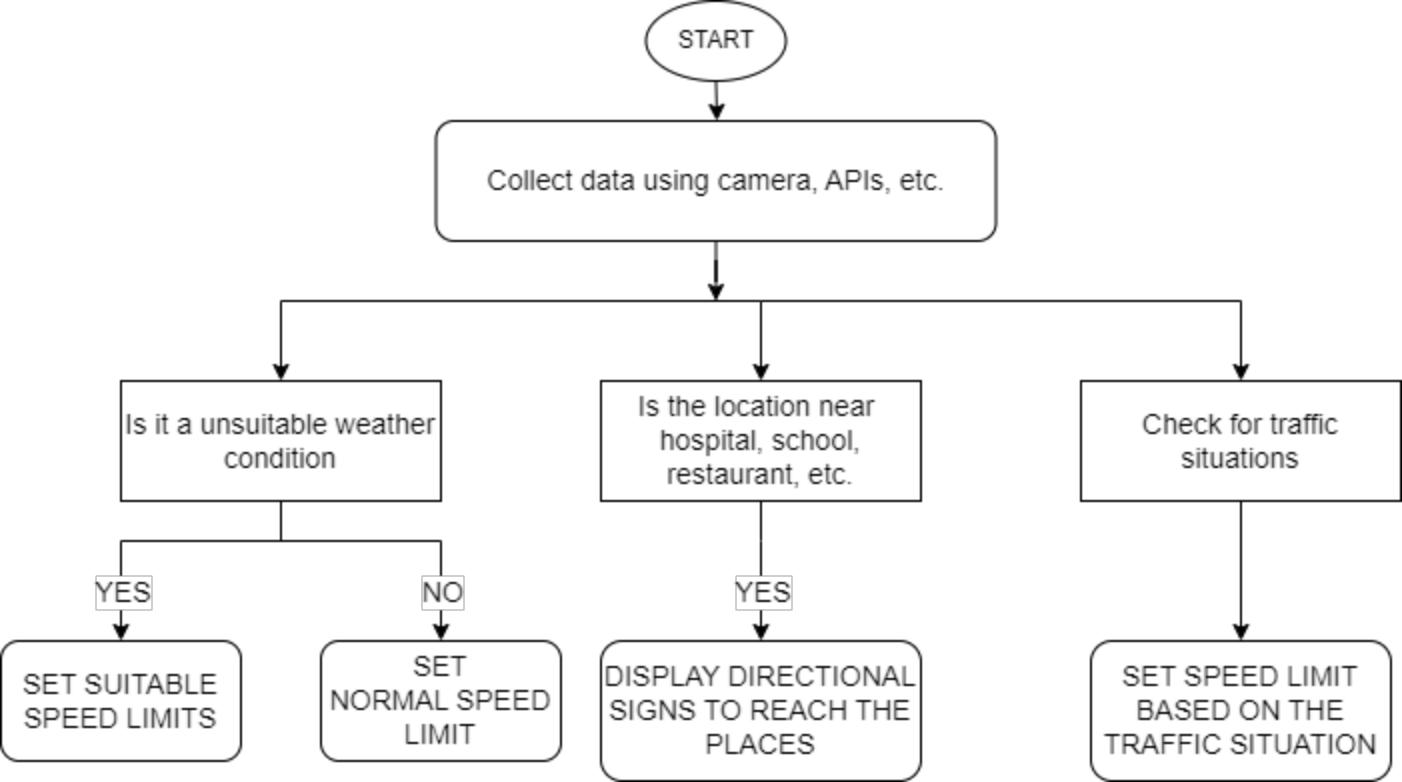 START
Collect data using camera, APIs, etc.
Is it a unsuitable weather
condition
Is the location near
hospital, school,
restaurant, etc.
Check for traffic
situations
YES
NO
YES
SET SUITABLE
SPEED LIMITS
SET
NORMAL SPEED
LIMIT
DISPLAY DIRECTIONAL
SIGNS TO REACH THE
PLACES
SET SPEED LIMIT
BASED ON THE
TRAFFIC SITUATION